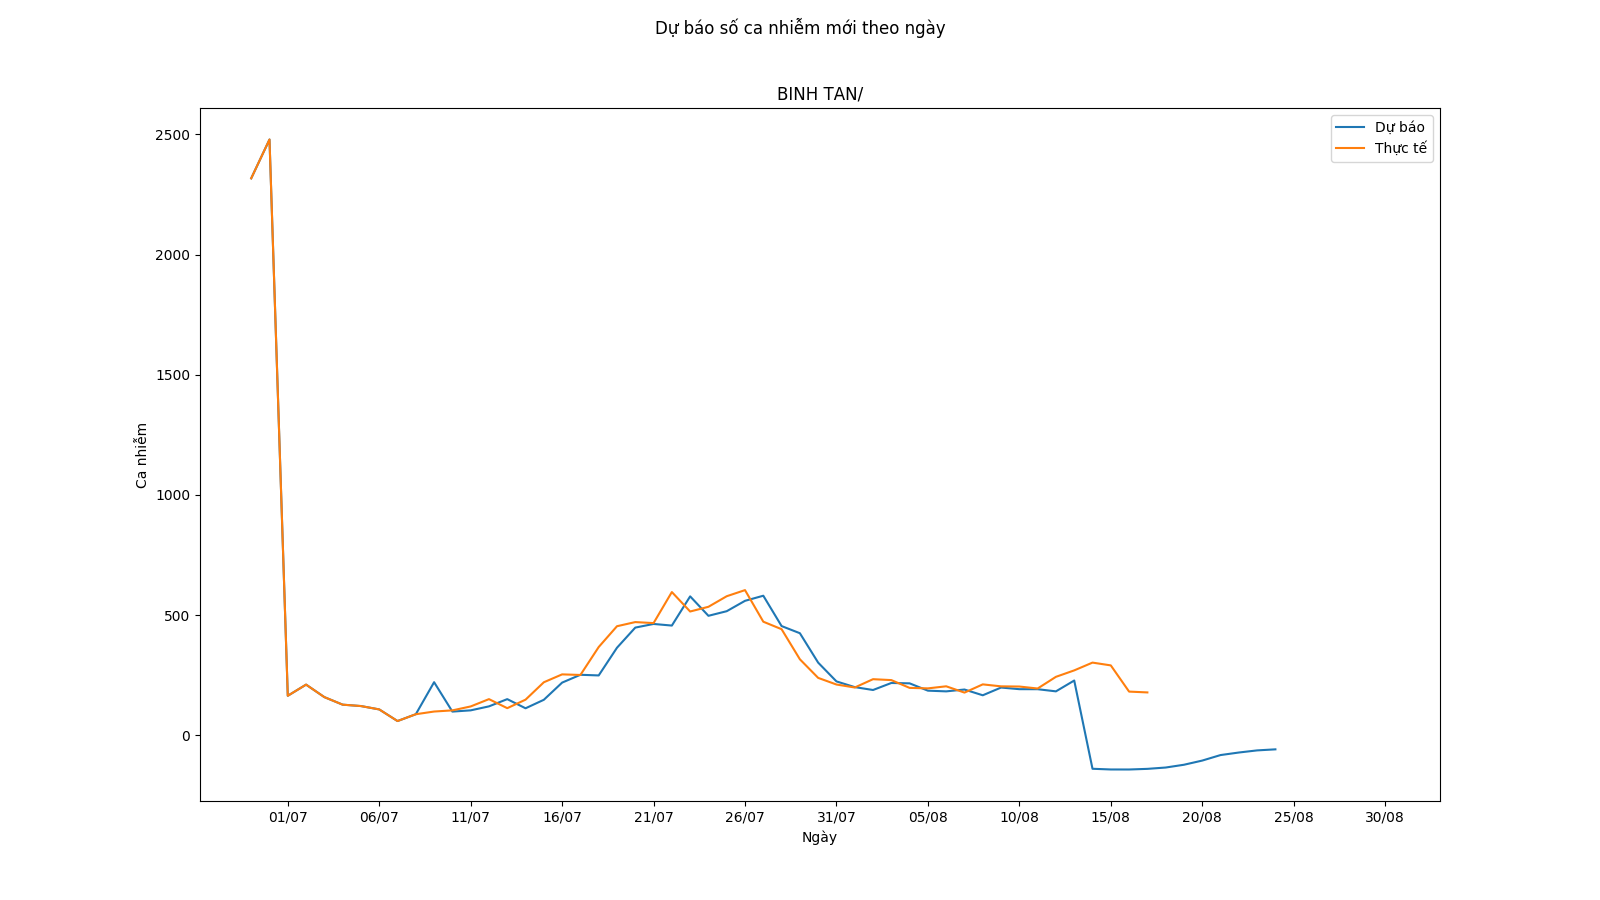 Dự báo số ca nhiễm mới theo ngày
BINH TAN/
Dự báo
Thực tế
2500
2000
1500
1000
500
0
Ca nhiễm
01/07 06/07 11/07 16/07 21/07 26/07 31/07 05/08 10/08 15/08 20/08 25/08 30/08
Ngày